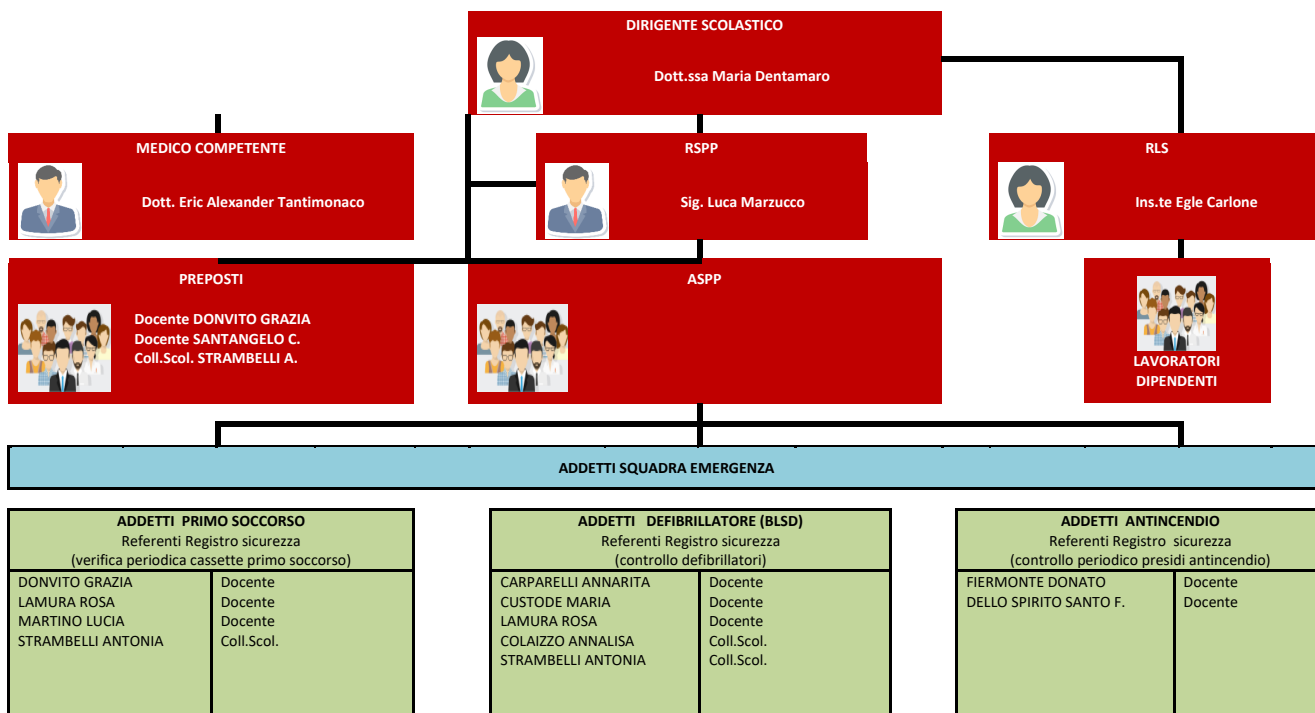 DIRIGENTE SCOLASTICO
Dott.ssa Maria Dentamaro
MEDICO COMPETENTE
Dott. Eric Alexander Tantimonaco
RSPP
Sig. Luca Marzucco
RLS
Ins.te Egle Carlone
PREPOSTI
Docente DONVITO GRAZIA
Docente SANTANGELO C.
Coll.Scol. STRAMBELLI A.
ASPP
LAVORATORI
DIPENDENTI
ADDETTI SQUADRA EMERGENZA
ADDETTI PRIMO SOCCORSO
Referenti Registro sicurezza
(verifica periodica cassette primo soccorso)
DONVITO GRAZIA Docente
LAMURA ROSA Docente
MARTINO LUCIA Docente
STRAMBELLI ANTONIA Coll.Scol.
ADDETTI DEFIBRILLATORE (BLSD)
Referenti Registro sicurezza
(controllo defibrillatori)
CARPARELLI ANNARITA Docente
CUSTODE MARIA Docente
LAMURA ROSA Docente
COLAIZZO ANNALISA Coll.Scol.
STRAMBELLI ANTONIA Coll.Scol.
ADDETTI ANTINCENDIO
Referenti Registro sicurezza
(controllo periodico presidi antincendio)
FIERMONTE DONATO Docente
DELLO SPIRITO SANTO F. Docente